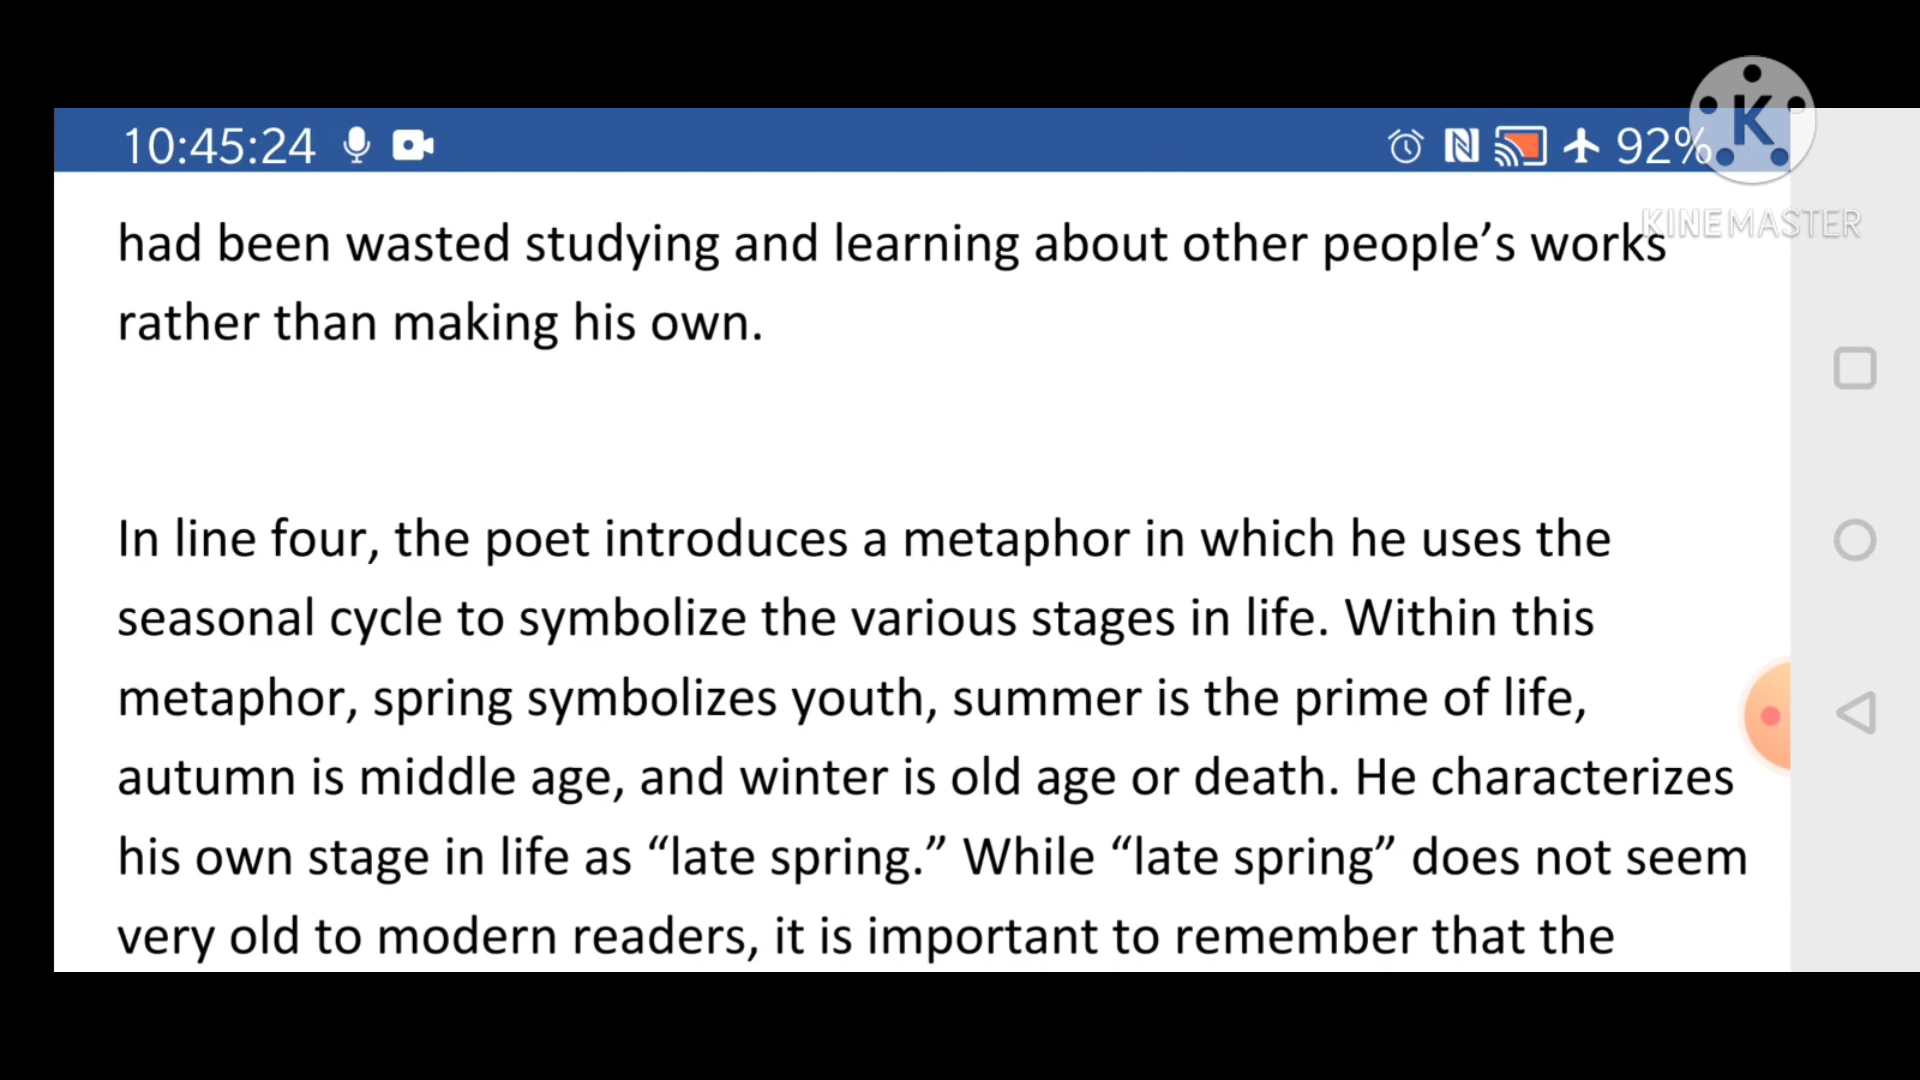 10:45:24
92%
K
KINEMASTER
had been wasted studying and learning about other people’s works
rather than making his own.
In line four, the poet introduces a metaphor in which he uses the
seasonal cycle to symbolize the various stages in life. Within this
metaphor, spring symbolizes youth, summer is the prime of life,
autumn is middle age, and winter is old age or death. He characterizes
his own stage in life as “late spring.” While “late spring” does not seem
very old to modern readers, it is important to remember that the